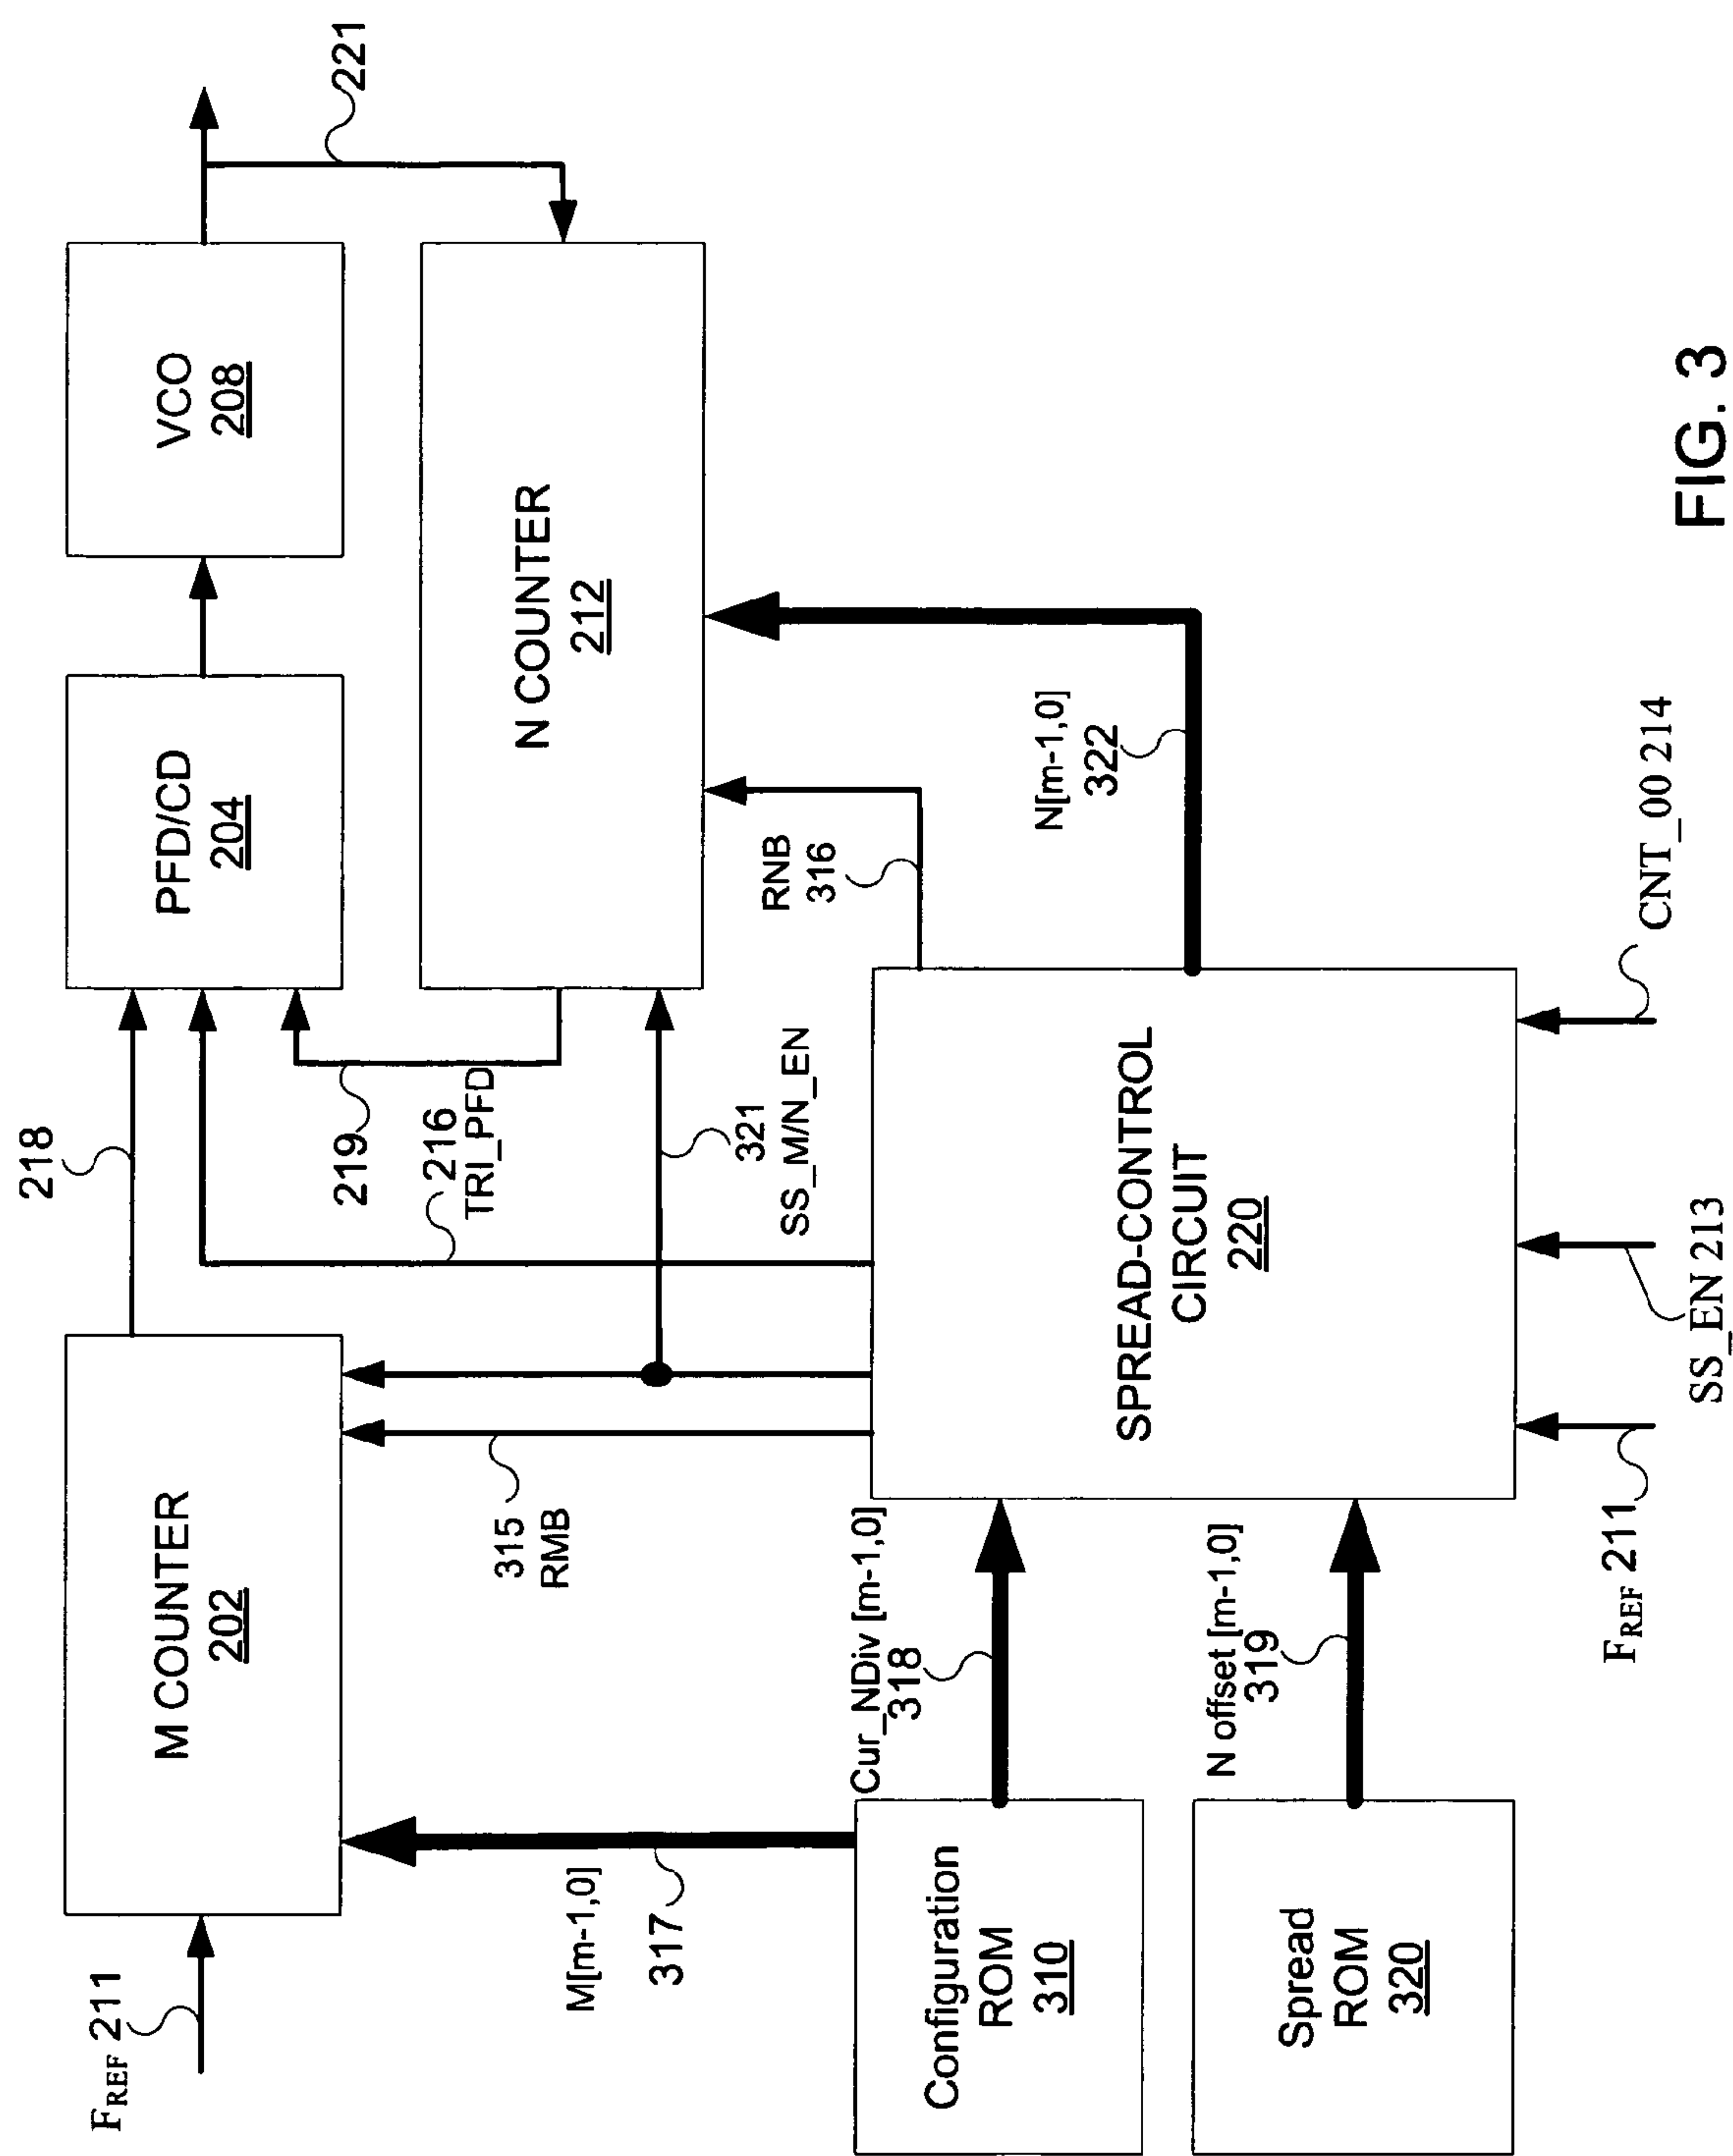 218
221
M COUNTER
202
PFD/CD
204
VCO
208
FREF 211
219
216
TRI_PFD
N COUNTER
212
315
RMB
321
SS_M/N_EN
M[m-1,0]
317
RNB
316
N[m-1,0]
322
Configuration
ROM
310
Cur_NDiv [m-1,0]
318
SPREAD-CONTROL
CIRCUIT
220
Spread
ROM
320
N offset [m-1,0]
319
FREF 211
SS_EN 213
CNT_00 214
FIG. 3